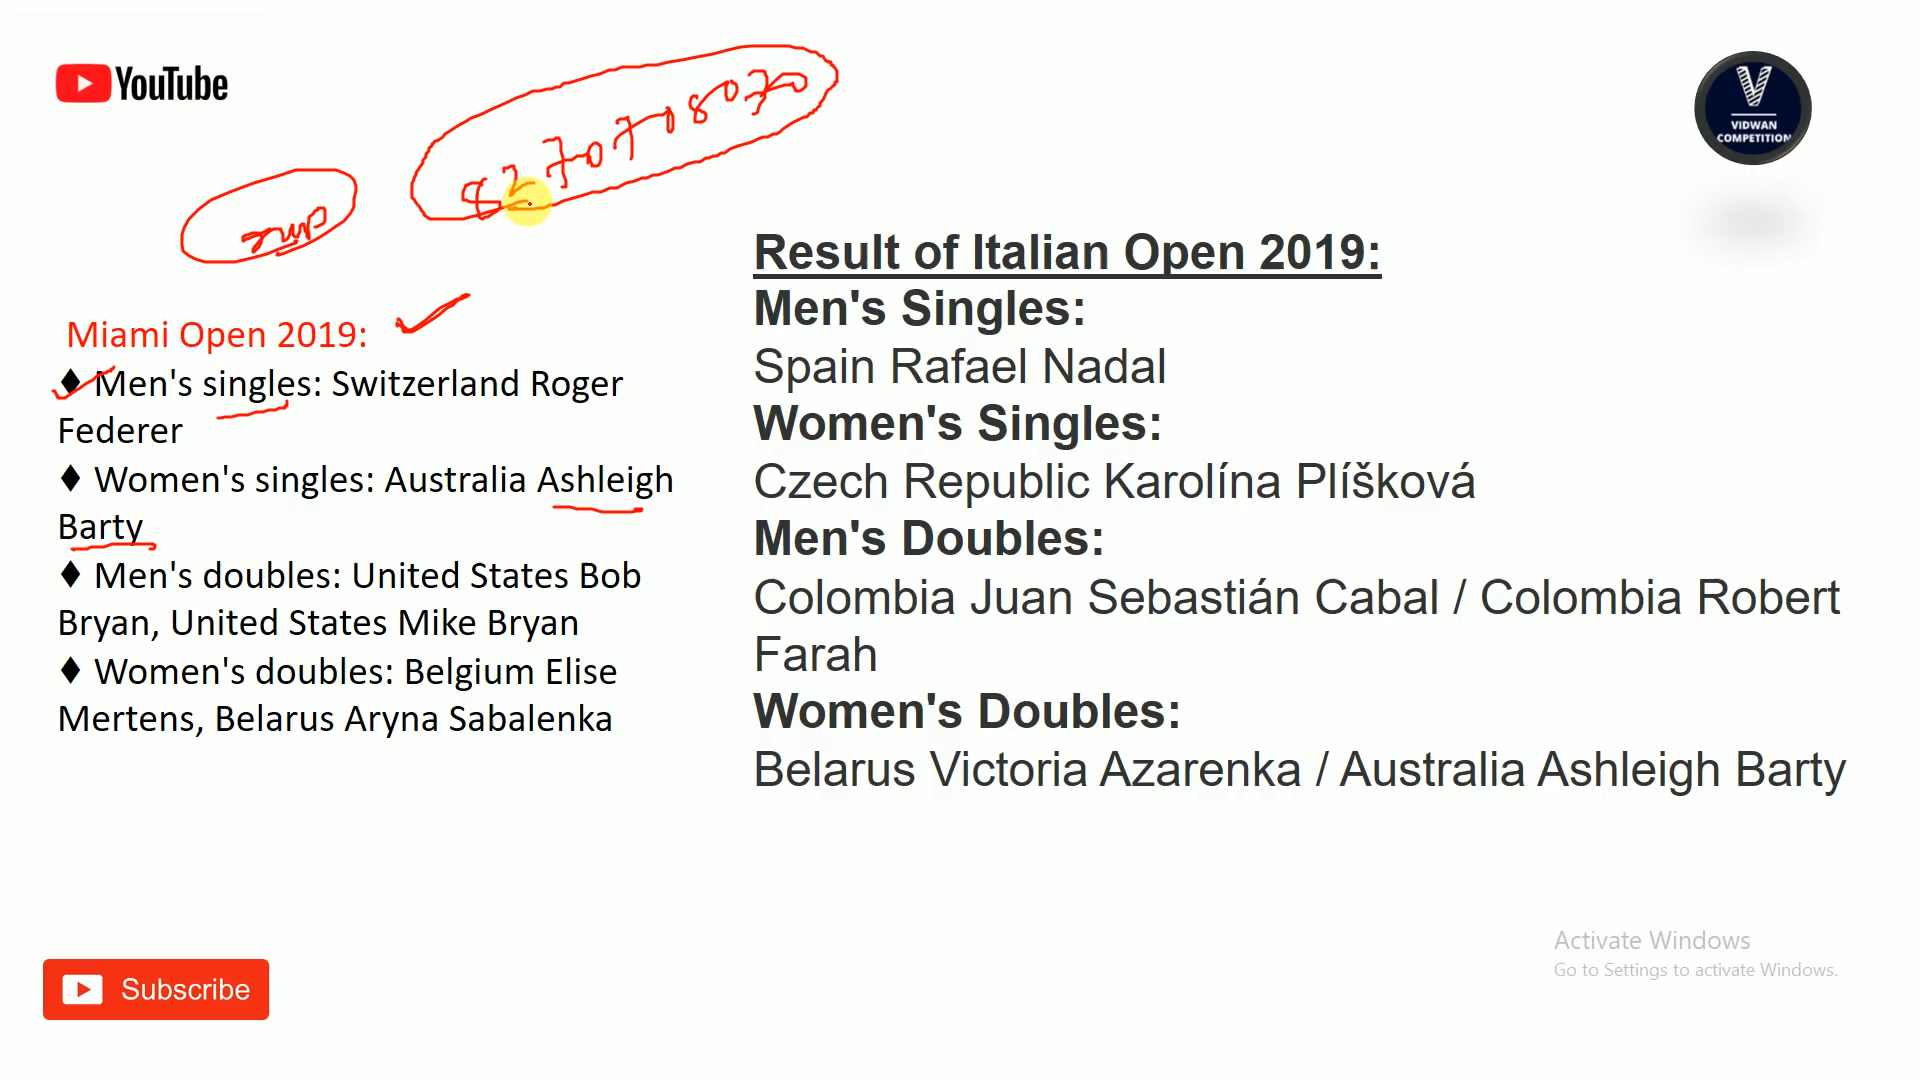 YouTube
8270708070
V
VIDWAN
COMPETITION
Miami Open 2019:
♦ Men's singles: Switzerland Roger
Federer
♦ Women's singles: Australia Ashleigh
Barty
♦ Men's doubles: United States Bob
Bryan, United States Mike Bryan
♦ Women's doubles: Belgium Elise
Mertens, Belarus Aryna Sabalenka
Result of Italian Open 2019:
Men's Singles:
Spain Rafael Nadal
Women's Singles:
Czech Republic Karolína Plíšková
Men's Doubles:
Colombia Juan Sebastián Cabal / Colombia Robert
Farah
Women's Doubles:
Belarus Victoria Azarenka / Australia Ashleigh Barty
Activate Windows
Go to Settings to activate Windows.
Subscribe